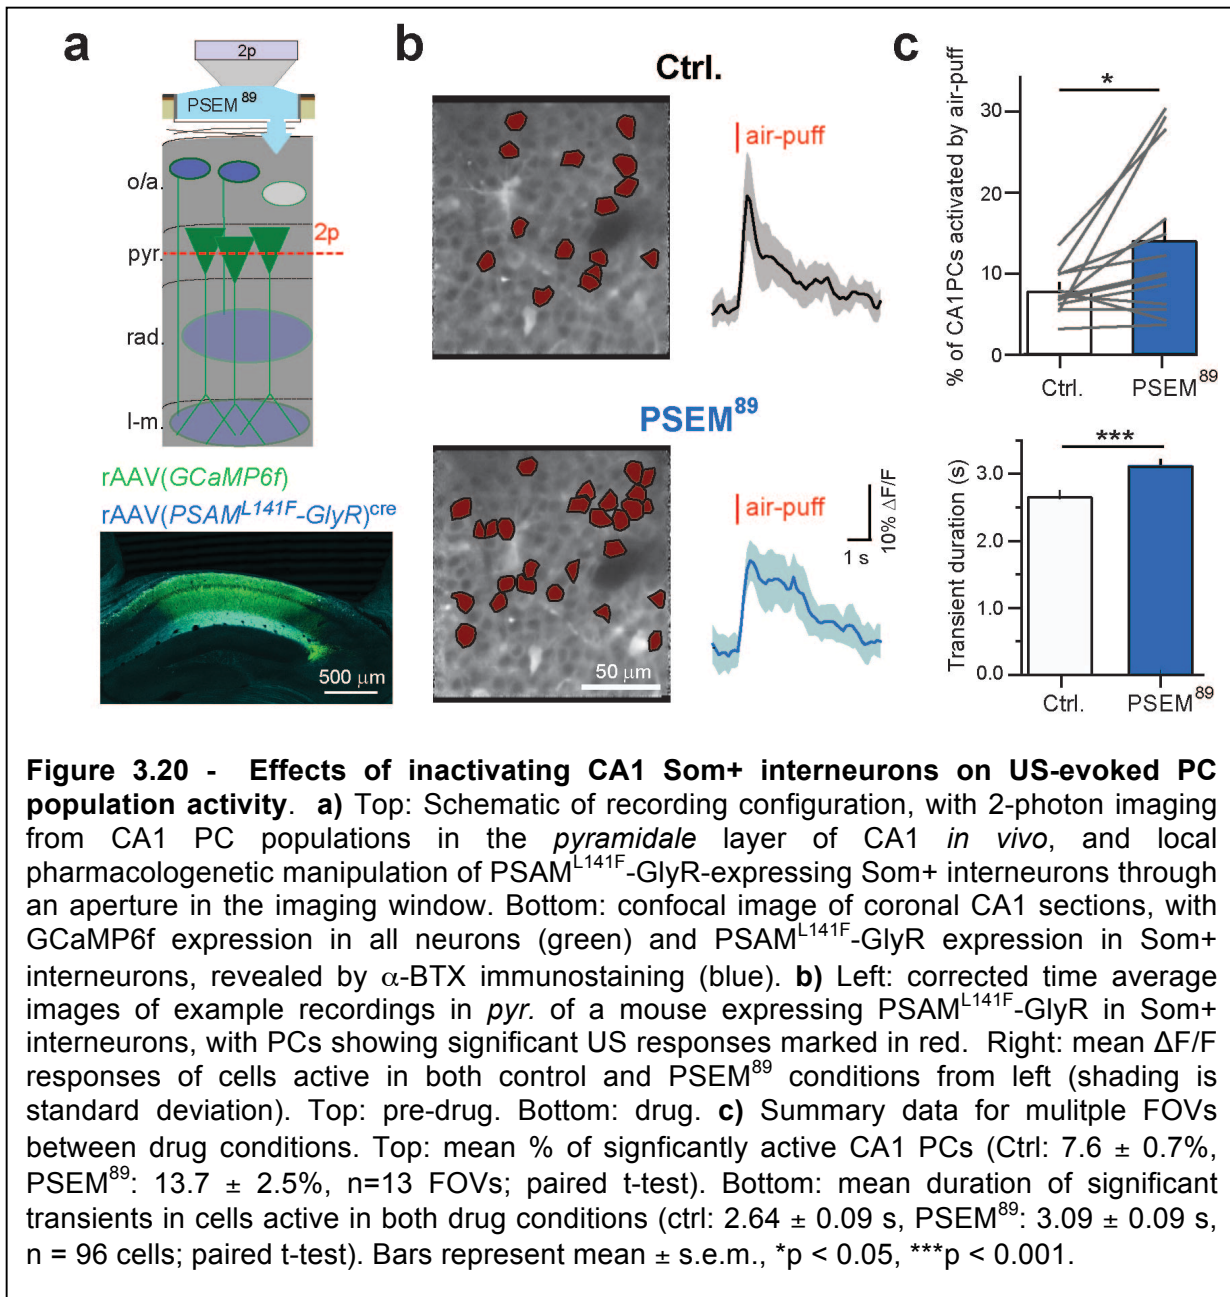 a
2p
PSEM89
o/a.
pyr.
2p
rad.
l-m.
rAAV(GCaMP6f)
rAAV(PSAML141F-GlyR)cre
500 μm
b
Ctrl.
air-puff
PSEM89
air-puff
10% ΔF/F
1 s
50 μm
c
% of CA1 PCs activated by air-puff
*
30
20
10
0
Ctrl.
PSEM89
Transient duration (s)
***
3.0
2.0
1.0
0.0
Ctrl.
PSEM89
Figure 3.20 - Effects of inactivating CA1 Som+ interneurons on US-evoked PC
population activity. a) Top: Schematic of recording configuration, with 2-photon imaging
from CA1 PC populations in the pyramidale layer of CA1 in vivo, and local
pharmacologenetic manipulation of PSAML141F-GlyR-expressing Som+ interneurons through
an aperture in the imaging window. Bottom: confocal image of coronal CA1 sections, with
GCaMP6f expression in all neurons (green) and PSAML141F-GlyR expression in Som+
interneurons, revealed by α-BTX immunostaining (blue). b) Left: corrected time average
images of example recordings in pyr. of a mouse expressing PSAML141F-GlyR in Som+
interneurons, with PCs showing significant US responses marked in red. Right: mean ΔF/F
responses of cells active in both control and PSEM89 conditions from left (shading is
standard deviation). Top: pre-drug. Bottom: drug. c) Summary data for mulitple FOVs
between drug conditions. Top: mean % of signficantly active CA1 PCs (Ctrl: 7.6 ± 0.7%,
PSEM89: 13.7 ± 2.5%, n=13 FOVs; paired t-test). Bottom: mean duration of significant
transients in cells active in both drug conditions (ctrl: 2.64 ± 0.09 s, PSEM89: 3.09 ± 0.09 s,
n = 96 cells; paired t-test). Bars represent mean ± s.e.m., *p < 0.05, ***p < 0.001.